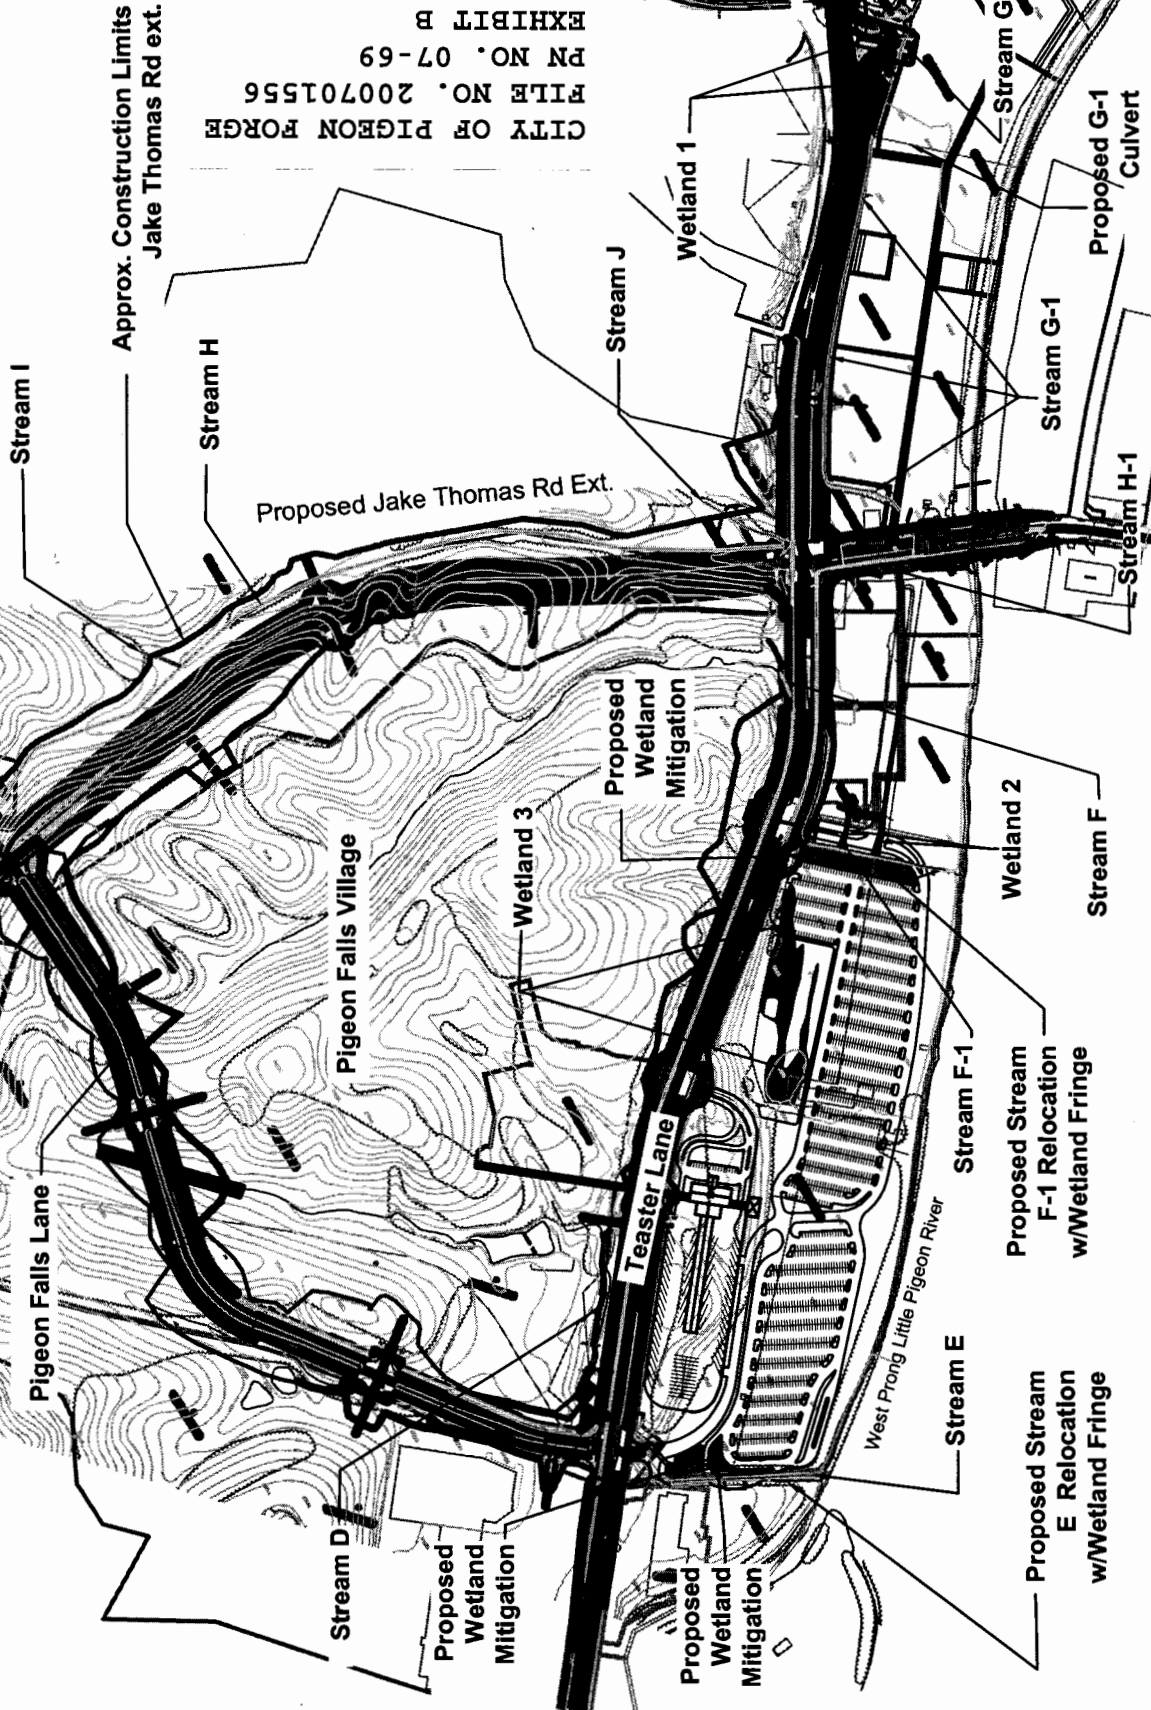 CITY OF PIGEON FORGE
FILE NO. 200701556
PN NO. 07-69
EXHIBIT B
Stream I
Approx. Construction Limits
Jake Thomas Rd ext.
Stream H
Proposed Jake Thomas Rd Ext.
Stream J
Wetland 1
Stream G
Proposed G-1
Culvert
Stream G-1
Stream H-1
Pigeon Falls Lane
Pigeon Falls Village
Wetland 3
Proposed
Wetland
Mitigation
Wetland 2
Stream F
Teaster Lane
Stream F-1
Proposed Stream
F-1 Relocation
w/Wetland Fringe
West Prong Little Pigeon River
Stream D
Proposed
Wetland
Mitigation
Proposed
Wetland
Mitigation
Stream E
Proposed Stream
E Relocation
w/Wetland Fringe